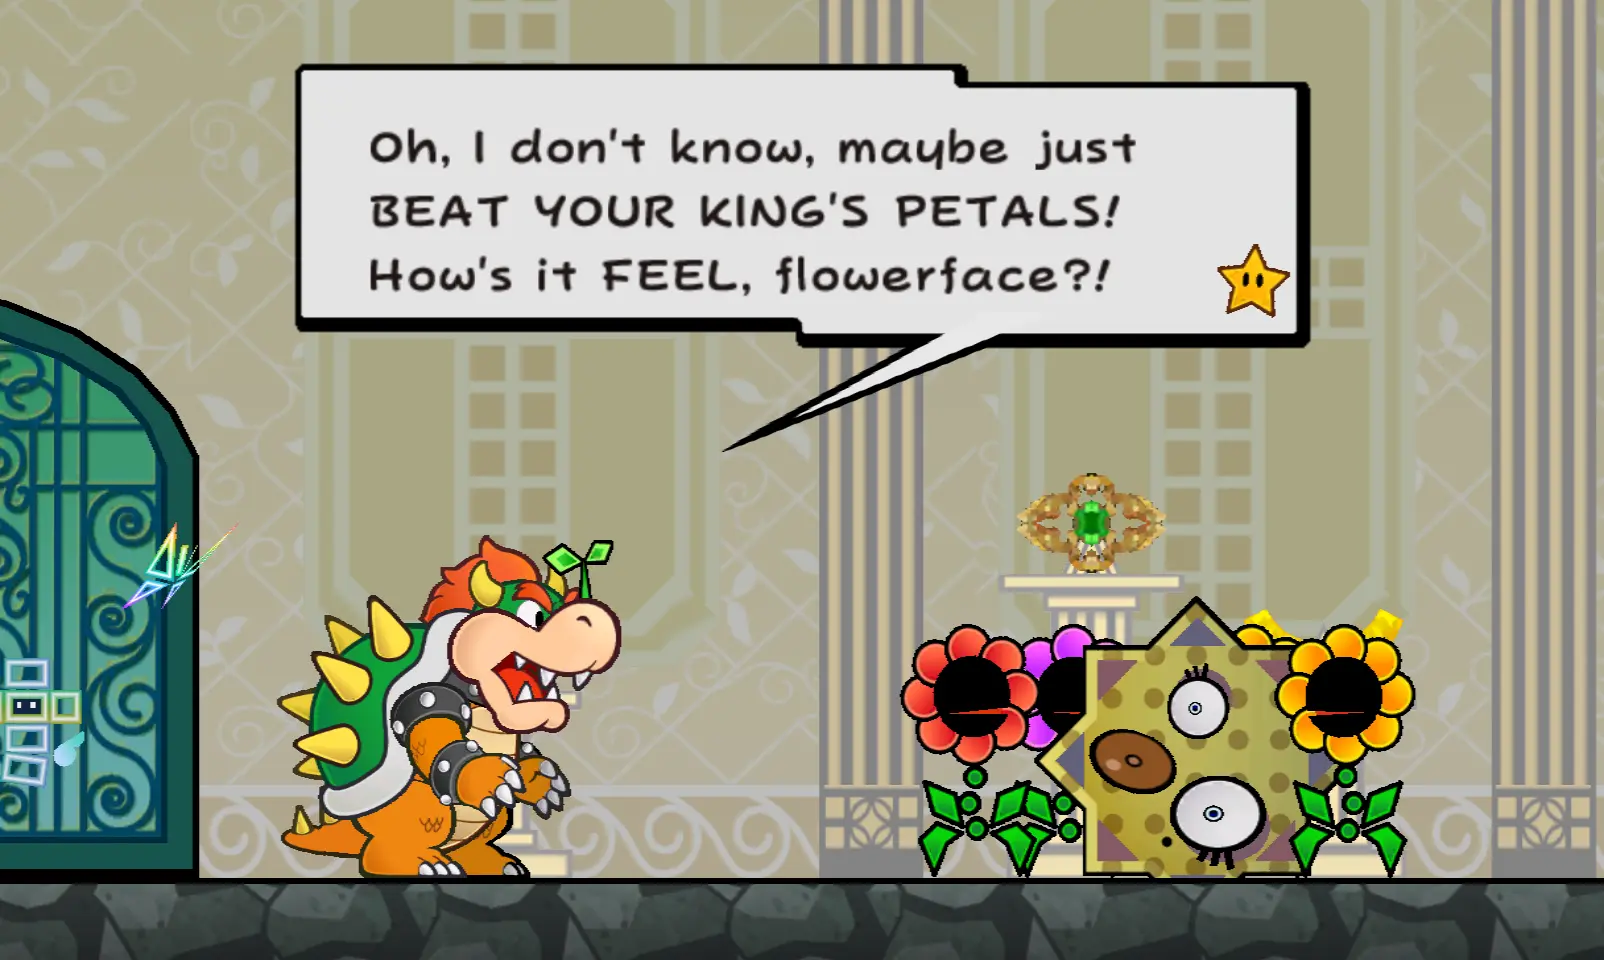 Oh, I don't know, maybe just
BEAT YOUR KING'S PETALS!
How's it FEEL, flowerface?!